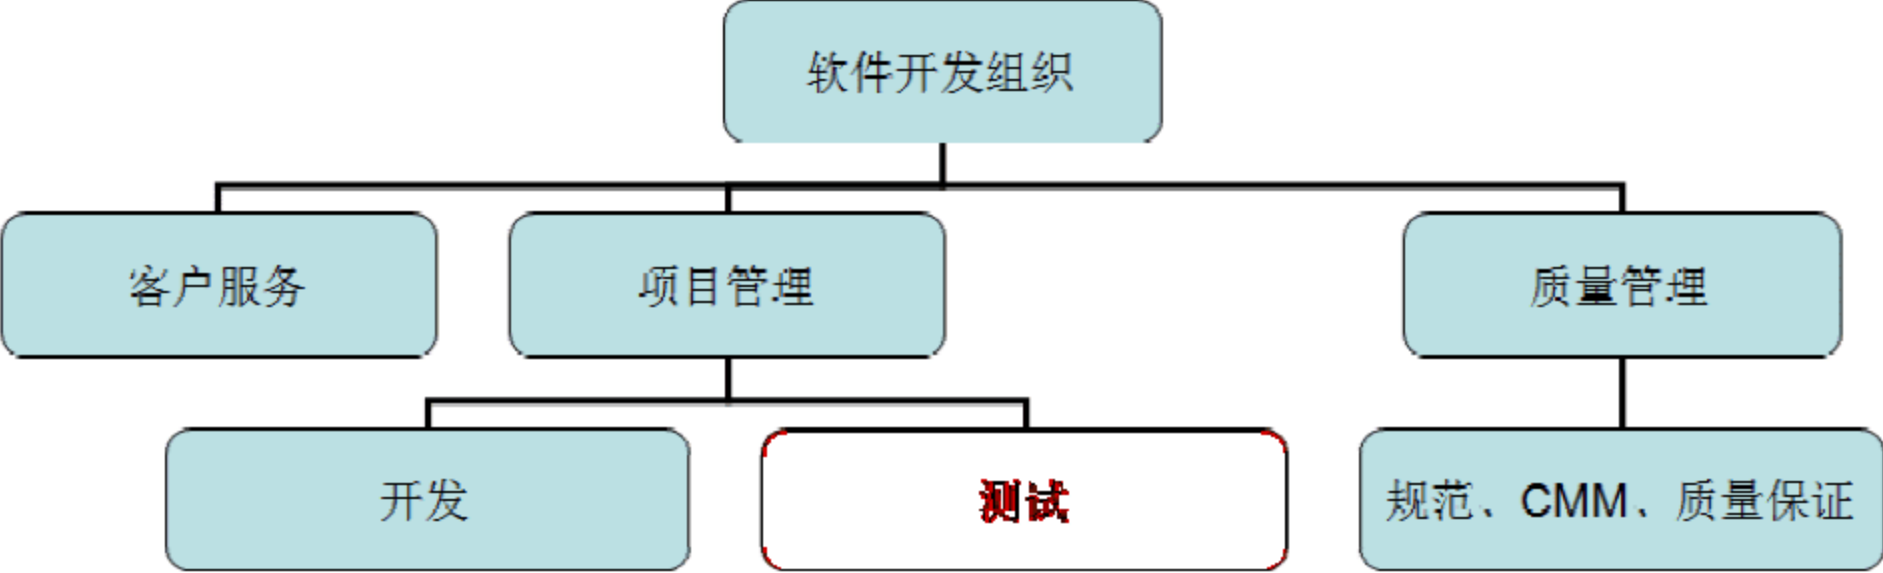 软件开发组织
客户服务
项目管理
质量管理
开发
测试
规范、CMM、质量保证